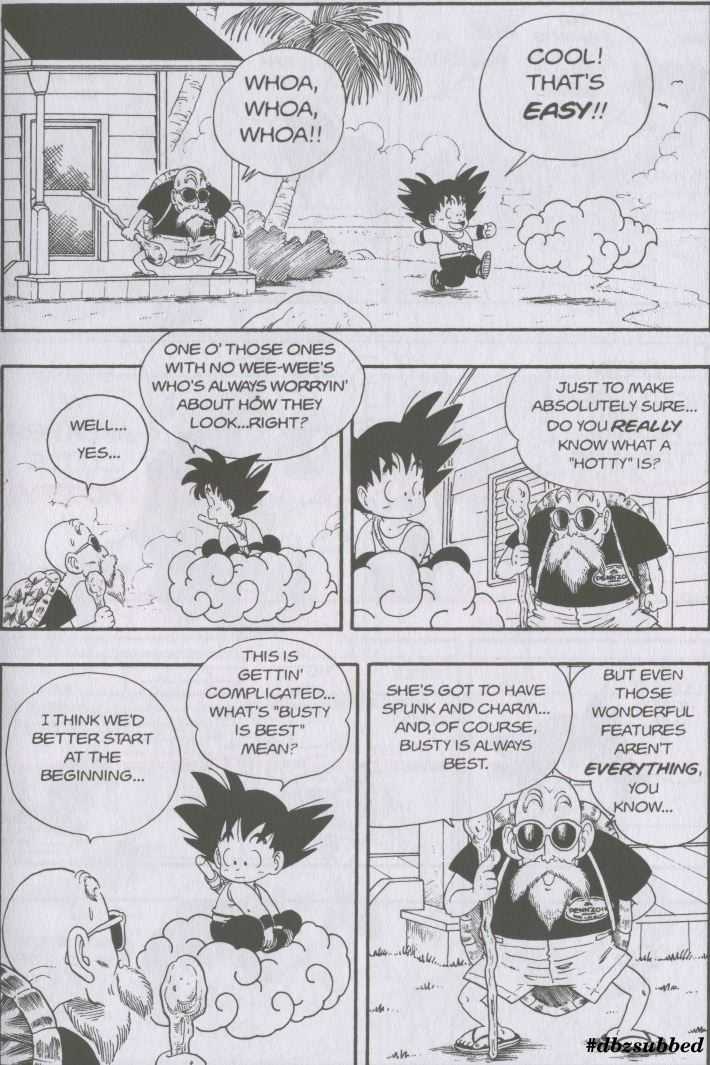 COOL!
THAT'S
EASY!!
WHOA,
WHOA,
WHOA!!
JUST TO MAKE
ABSOLUTELY SURE...
DO YOU REALLY
KNOW WHAT A
"HOTTY" IS?
PENNZO
ONE O' THOSE ONES
WITH NO WEE-WEE'S
WHO'S ALWAYS WORRYIN'
ABOUT HOW THEY
LOOK...RIGHT?
WELL...
YES...
BUT EVEN
THOSE
WONDERFUL
FEATURES
AREN'T
EVERYTHING,
YOU
KNOW...
SHE'S GOT TO HAVE
SPUNK AND CHARM...
AND, OF COURSE,
BUSTY IS ALWAYS
BEST.
PENNZOI
THIS IS
GETTIN'
COMPLICATED...
WHAT'S "BUSTY
IS BEST"
MEAN?
I THINK WE'D
BETTER START
AT THE
BEGINNING...
#dbzsubbed